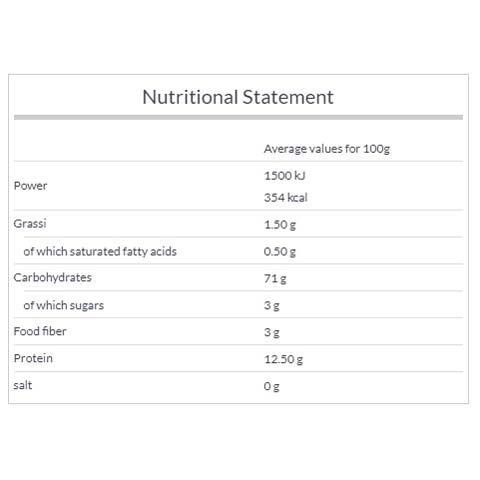 Nutritional Statement
Average values for 100g
Power 1500 kJ
354 kcal
Grassi 1.50 g
of which saturated fatty acids 0.50 g
Carbohydrates 71 g
of which sugars 3 g
Food fiber 3 g
Protein 12.50 g
salt 0 g